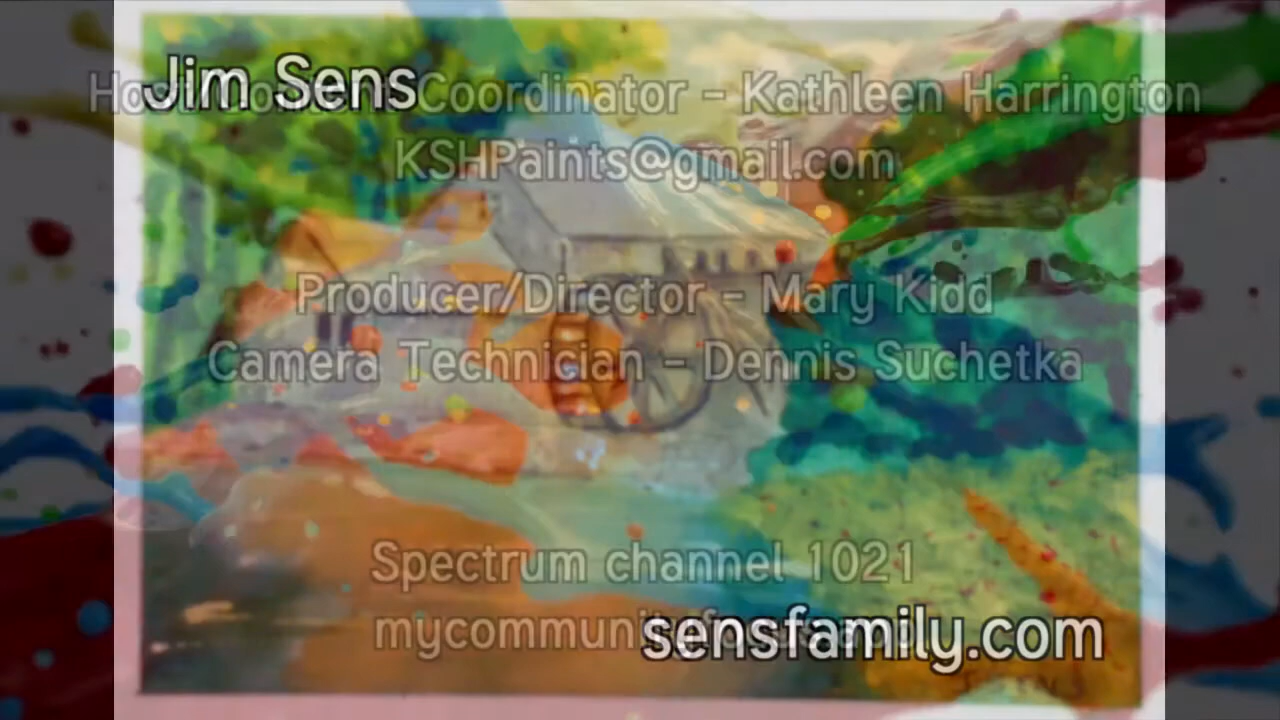 Jim Sens
Coordinator - Kathleen Harrington
KSHPaints@gmail.com
Producer/Director - Mary Kidd
Camera Technician - Dennis Suchetka
Spectrum channel 1021
sensfamily.com